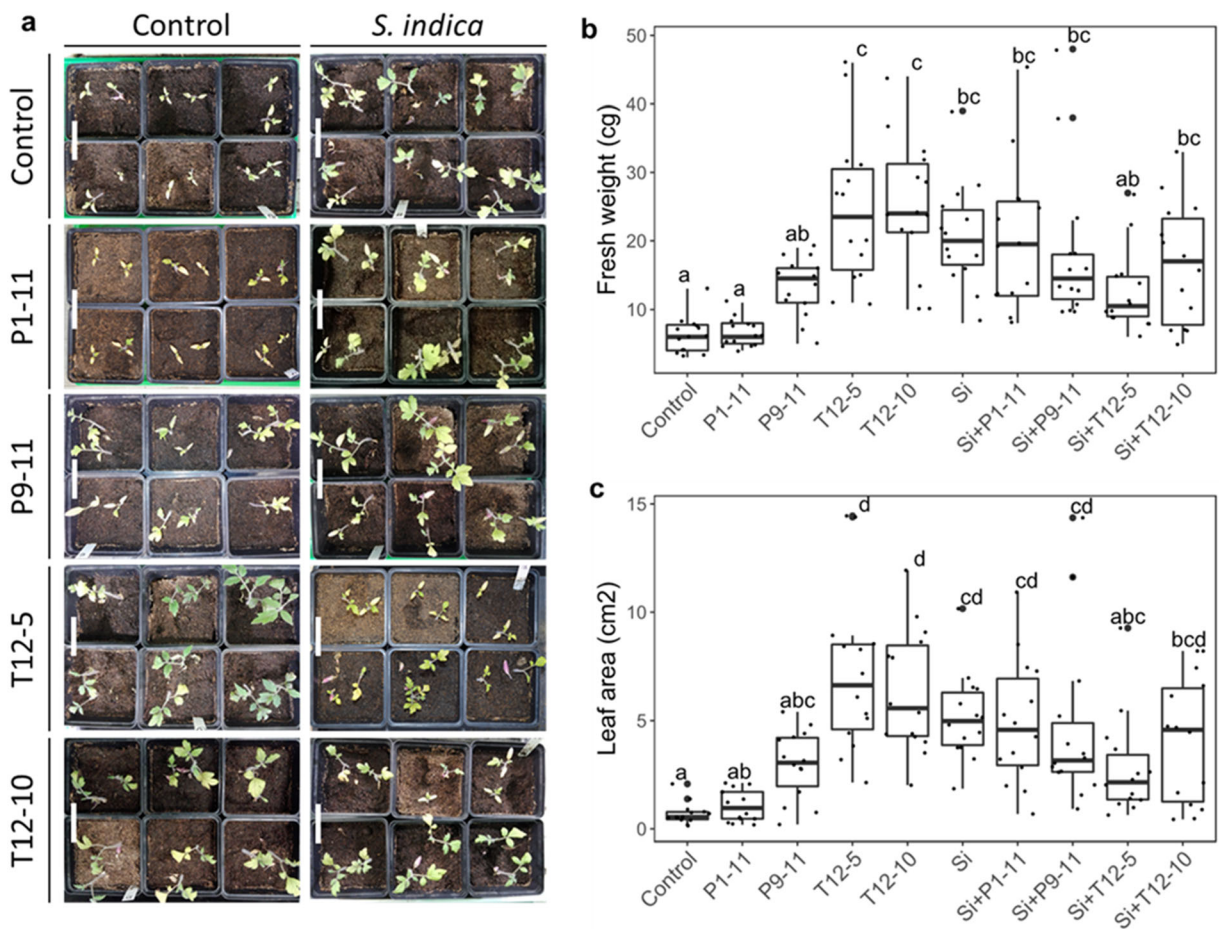 a
Control
S. indica
Control
P1-11
P9-11
T12-5
T12-10
b
Fresh weight (cg)
50
40
30
20
10
a
a
ab
c
c
bc
bc
bc
ab
bc
Control
P1-11
P9-11
T12-5
T12-10
Si
Si+P1-11
Si+P9-11
Si+T12-5
Si+T12-10
c
Leaf area (cm2)
15
10
5
0
a
ab
abc
d
d
cd
cd
cd
abc
bcd
Control
P1-11
P9-11
T12-5
T12-10
Si
Si+P1-11
Si+P9-11
Si+T12-5
Si+T12-10